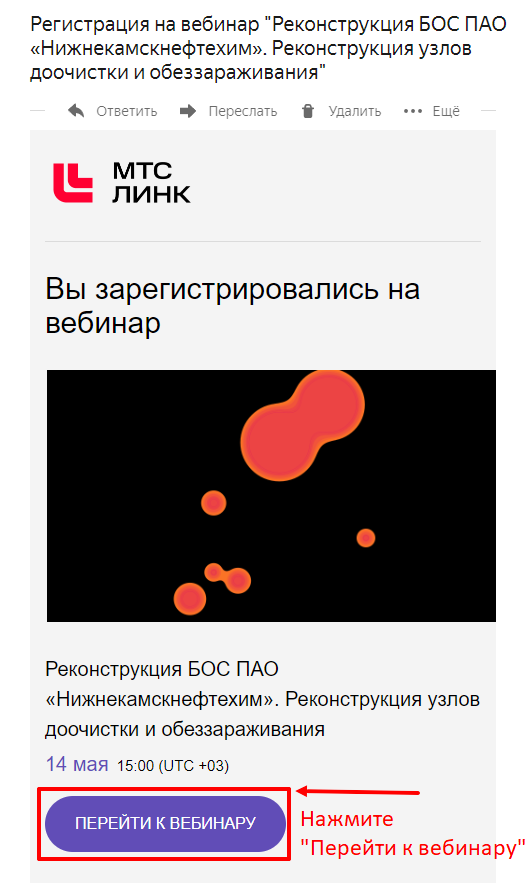 Регистрация на вебинар "Реконструкция БОС ПАО
«Нижнекамскнефтехим». Реконструкция узлов
доочистки и обеззараживания"
Ответить Переслать Удалить Ещё
МТС
ЛИНК
Вы зарегистрировались на
вебинар
Реконструкция БОС ПАО
«Нижнекамскнефтехим». Реконструкция узлов
доочистки и обеззараживания
14 мая 15:00 (UTC +03)
ПЕРЕЙТИ К ВЕБИНАРУ
Нажмите
"Перейти к вебинару"